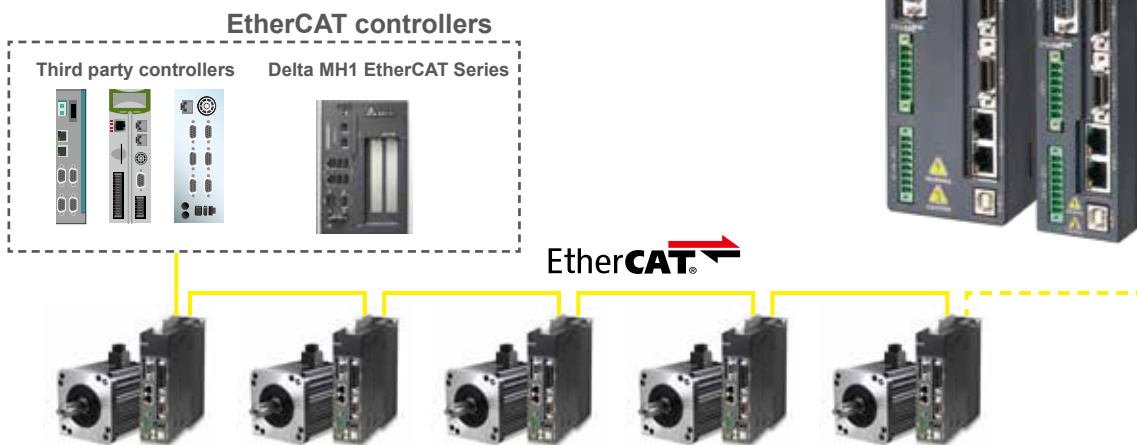 EtherCAT controllers
Third party controllers
Delta MH1 EtherCAT Series
EtherCAT®